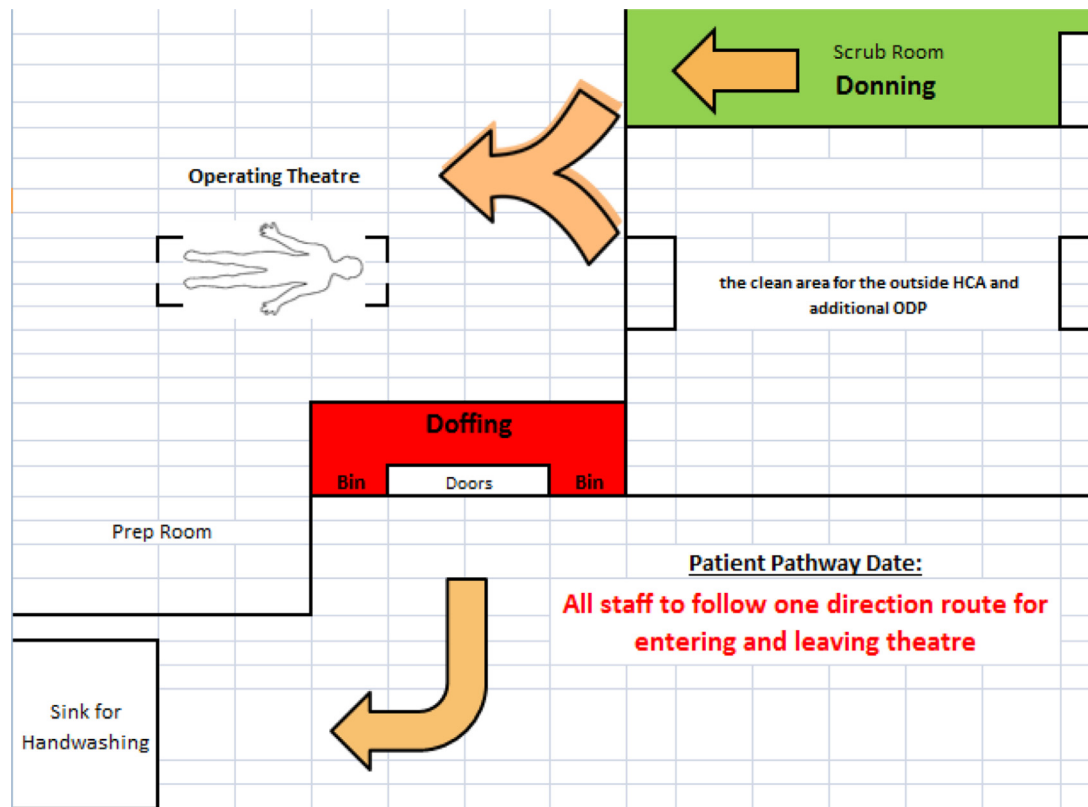 Scrub Room
Donning
Operating Theatre
the clean area for the outside HCA and
additional ODP
Doffing
Bin
Doors
Bin
Prep Room
Patient Pathway Date:
All staff to follow one direction route for
entering and leaving theatre
Sink for
Handwashing